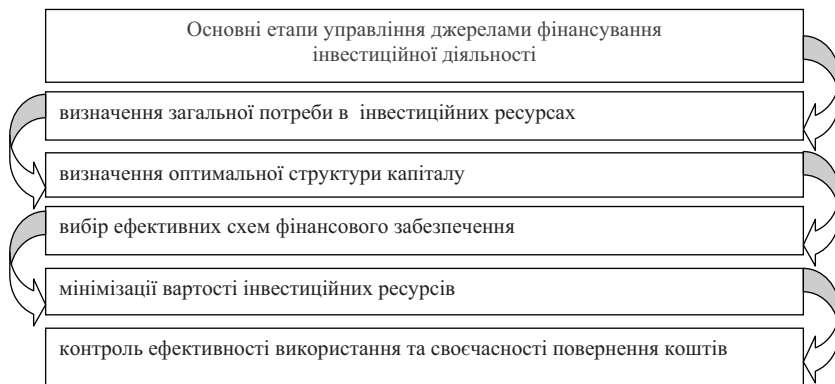 Основні етапи управління джерелами фінансування
інвестиційної діяльності
визначення загальної потреби в інвестиційних ресурсах
визначення оптимальної структури капіталу
вибір ефективних схем фінансового забезпечення
мінімізації вартості інвестиційних ресурсів
контроль ефективності використання та своєчасності повернення коштів